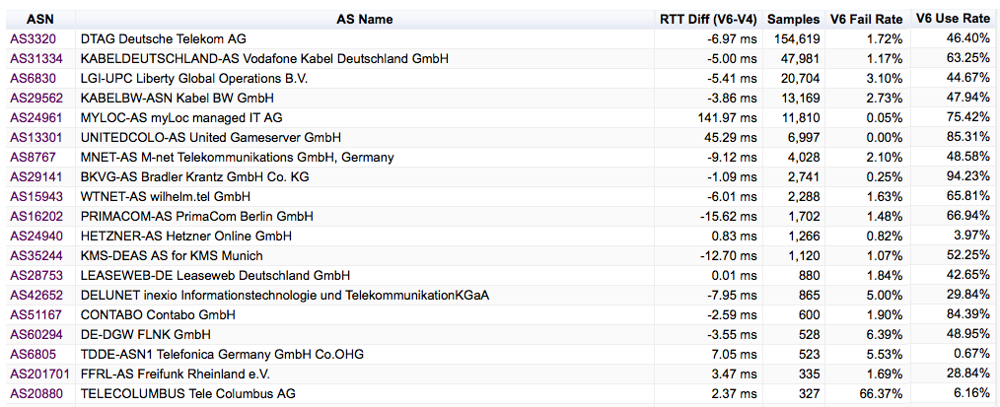 ASN AS Name RTT Diff (V6-V4) Samples V6 Fail Rate V6 Use Rate
AS3320 DTAG Deutsche Telekom AG -6.97 ms 154,619 1.72% 46.40%
AS31334 KABELDEUTSCHLAND-AS Vodafone Kabel Deutschland GmbH -5.00 ms 47,981 1.17% 63.25%
AS6830 LGI-UPC Liberty Global Operations B.V. -5.41 ms 20,704 3.10% 44.67%
AS29562 KABELBW-ASN Kabel BW GmbH -3.86 ms 13,169 2.73% 47.94%
AS24961 MYLOC-AS myLoc managed IT AG 141.97 ms 11,810 0.05% 75.42%
AS13301 UNITEDCOLO-AS United Gameserver GmbH 45.29 ms 6,997 0.00% 85.31%
AS8767 MNET-AS M-net Telekommunikations GmbH, Germany -9.12 ms 4,028 2.10% 48.58%
AS29141 BKVG-AS Bradler Krantz GmbH Co. KG -1.09 ms 2,741 0.25% 94.23%
AS15943 WTNET-AS wilhelm.tel GmbH -6.01 ms 2,288 1.63% 65.81%
AS16202 PRIMACOM-AS PrimaCom Berlin GmbH -15.62 ms 1,702 1.48% 66.94%
AS24940 HETZNER-AS Hetzner Online GmbH 0.83 ms 1,266 0.82% 3.97%
AS35244 KMS-DEAS AS for KMS Munich -12.70 ms 1,120 1.07% 52.25%
AS28753 LEASEWEB-DE Leaseweb Deutschland GmbH 0.01 ms 880 1.84% 42.65%
AS42652 DELUNET inexio Informationstechnologie und TelekommunikationKGaA -7.95 ms 865 5.00% 29.84%
AS51167 CONTABO Contabo GmbH -2.59 ms 600 1.90% 84.39%
AS60294 DE-DGW FLNK GmbH -3.55 ms 528 6.39% 48.95%
AS6805 TDDE-ASN1 Telefonica Germany GmbH Co.OHG 7.05 ms 523 5.53% 0.67%
AS201701 FFRL-AS Freifunk Rheinland e.V. 3.47 ms 335 1.69% 28.84%
AS20880 TELECOLUMBUS Tele Columbus AG 2.37 ms 327 66.37% 6.16%